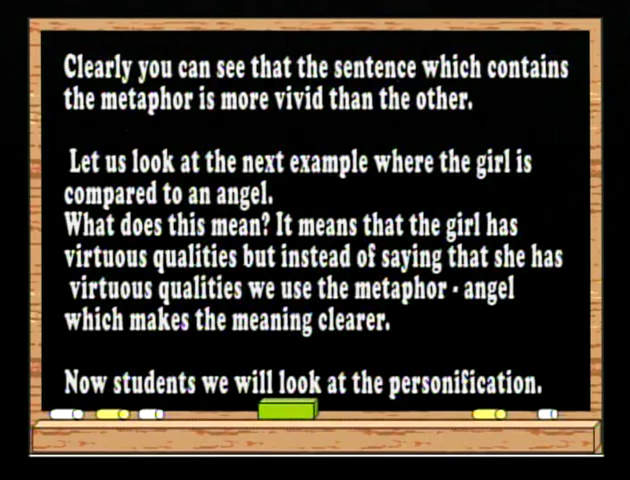 Clearly you can see that the sentence which contains
the metaphor is more vivid than the other.
Let us look at the next example where the girl is
compared to an angel.
What does this mean? It means that the girl has
virtuous qualities but instead of saying that she has
virtuous qualities we use the metaphor - angel
which makes the meaning clearer.
Now students we will look at the personification.